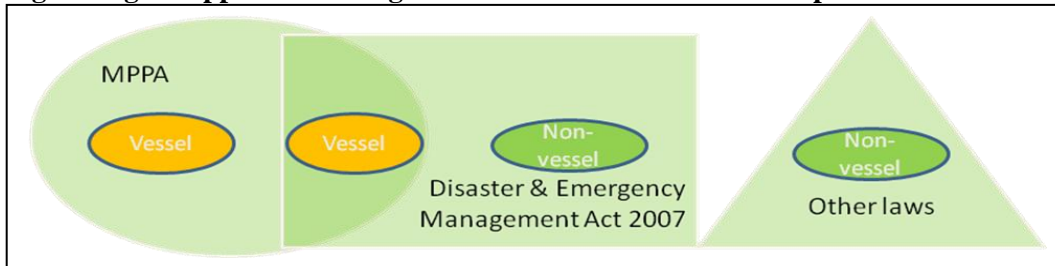 MPPA
Vessel
Vessel
Non-
vessel
Disaster & Emergency
Management Act 2007
Non-
vessel
Other laws